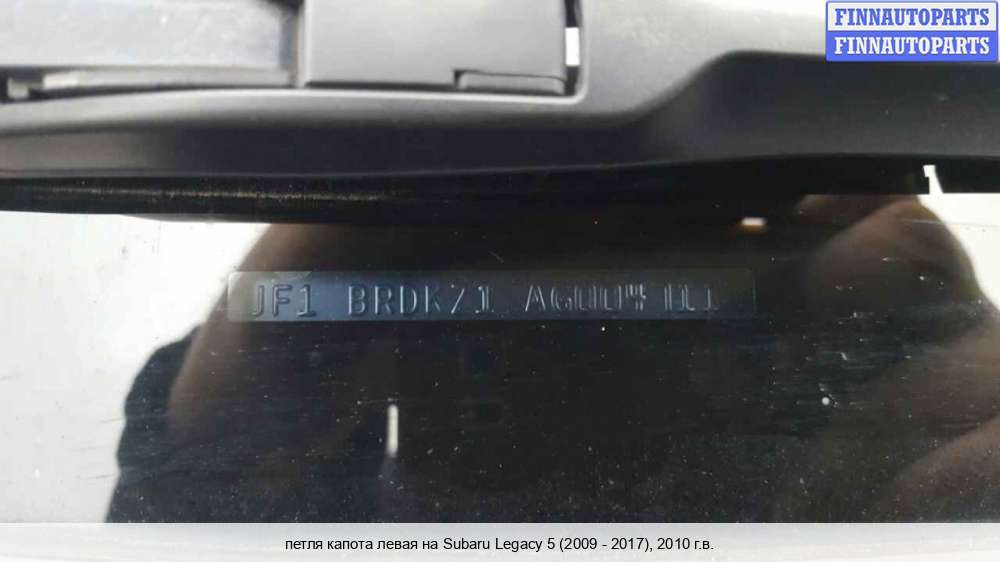 FINNAUTOPARTS
FINNAUTOPARTS
JF1 BRDKZ1
петля капота левая на Subaru Legacy 5 (2009 - 2017), 2010 г.в.